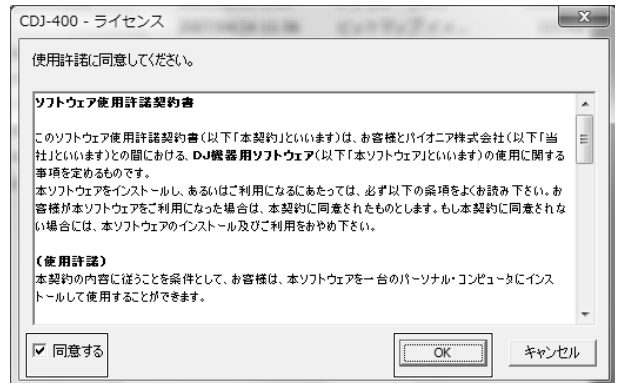 CDJ-400 - ライセンス
使用許諾に同意してください。
ソフトウェア使用許諾契約書
このソフトウェア使用許諾契約書（以下「本契約」といいます）は、お客様とパイオニア株式会社（以下「当
社」といいます）との間における、DJ機器用ソフトウェア（以下「本ソフトウェア」といいます）の使用に関する
事項を定めるものです。
本ソフトウェアをインストールし、あるいはご利用になるにあたっては、必ず以下の条項をよくお読み下さい。お
客様が本ソフトウェアをご利用になった場合は、本契約に同意されたものとします。もし本契約に同意されな
い場合には、本ソフトウェアのインストール及びご利用をおやめ下さい。
（使用許諾）
本契約の内容に従うことを条件として、お客様は、本ソフトウェアを一台のパーソナル・コンピュータにインス
トールして使用することができます。
同意する
OK
キャンセル